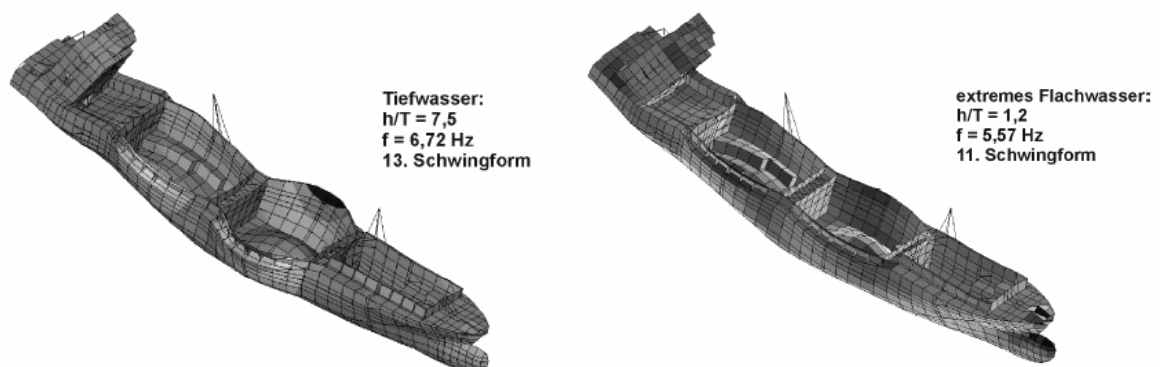 Tiefwasser:
h/T = 7,5
f = 6,72 Hz
13. Schwingform
extremes Flachwasser:
h/T = 1,2
f = 5,57 Hz
11. Schwingform